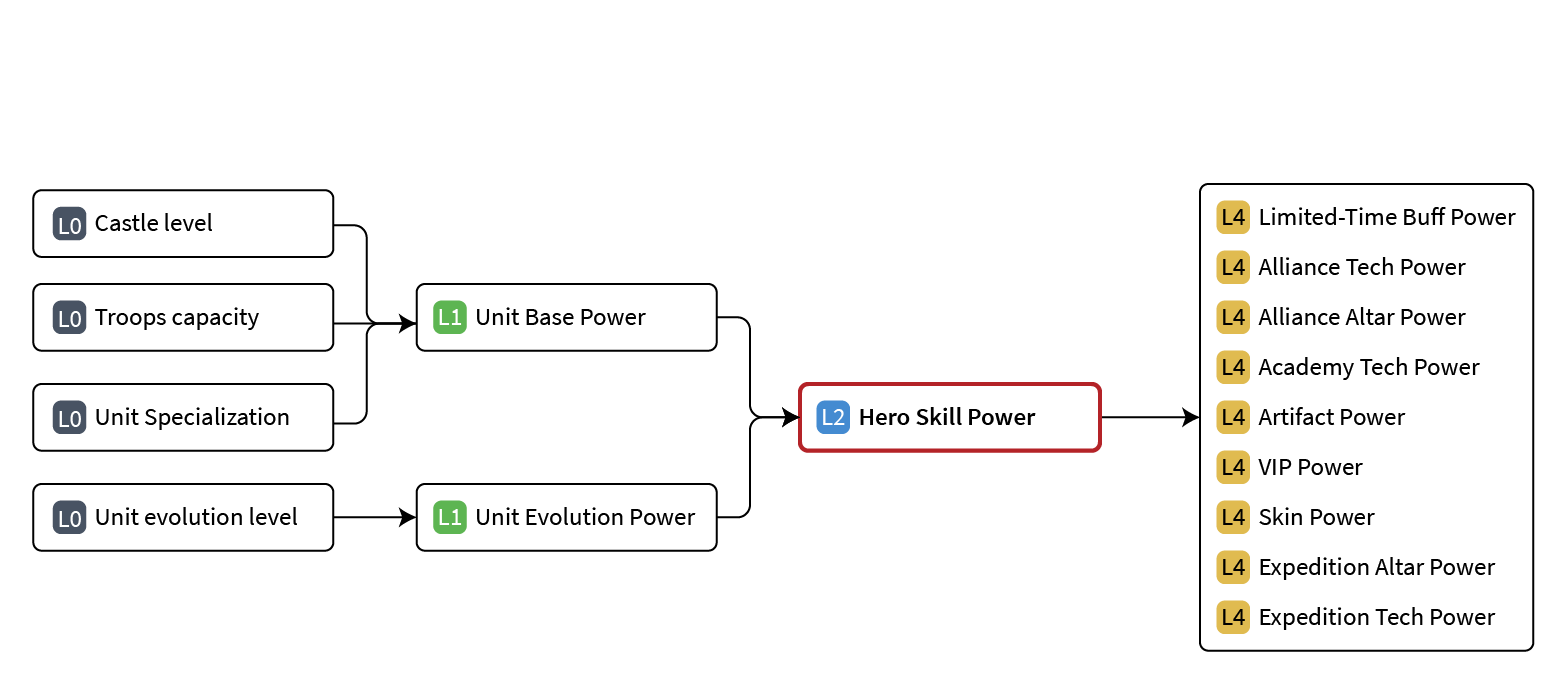 L0 Castle level
L0 Troops capacity
L0 Unit Specialization
L0 Unit evolution level
L1 Unit Base Power
L1 Unit Evolution Power
L2 Hero Skill Power
L4 Limited-Time Buff Power
L4 Alliance Tech Power
L4 Alliance Altar Power
L4 Academy Tech Power
L4 Artifact Power
L4 VIP Power
L4 Skin Power
L4 Expedition Altar Power
L4 Expedition Tech Power